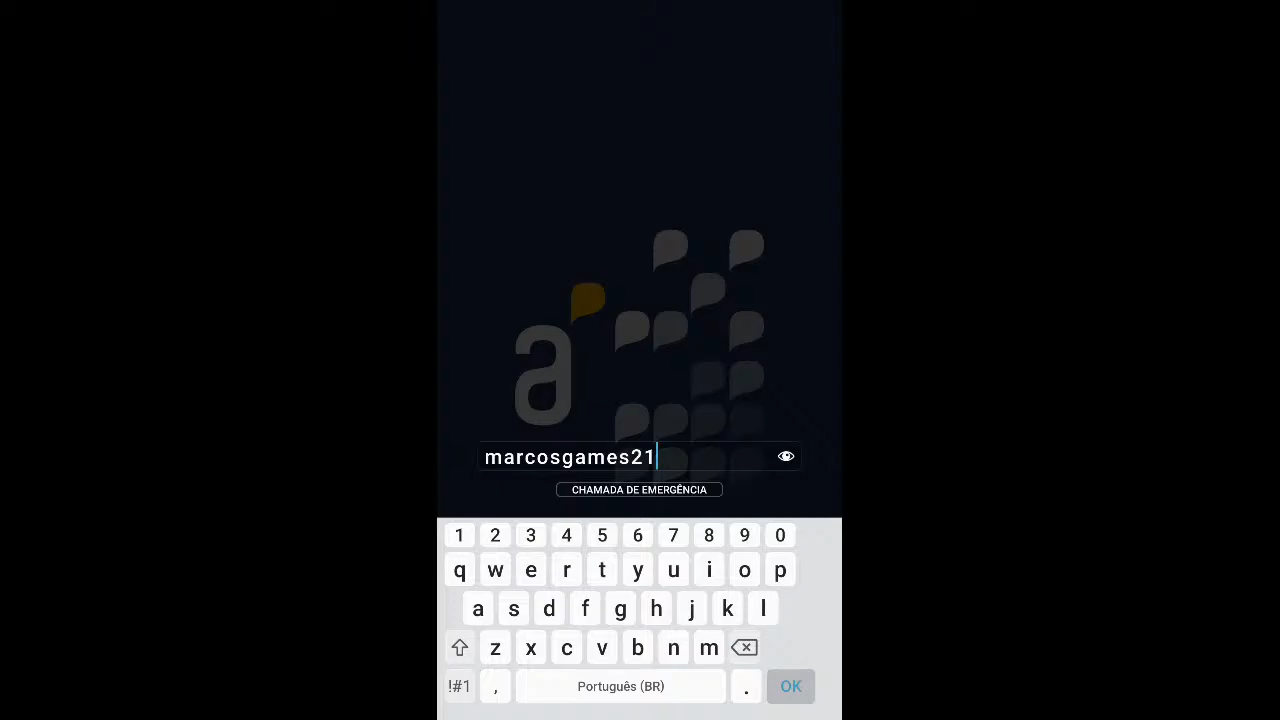 a
marcosgames21
CHAMADA DE EMERGÊNCIA
1 2 3 4 5 6 7 8 9 0
q w e r t y u i o p
a s d f g h j k l
z x c v b n m
!#1 , Português (BR) . OK